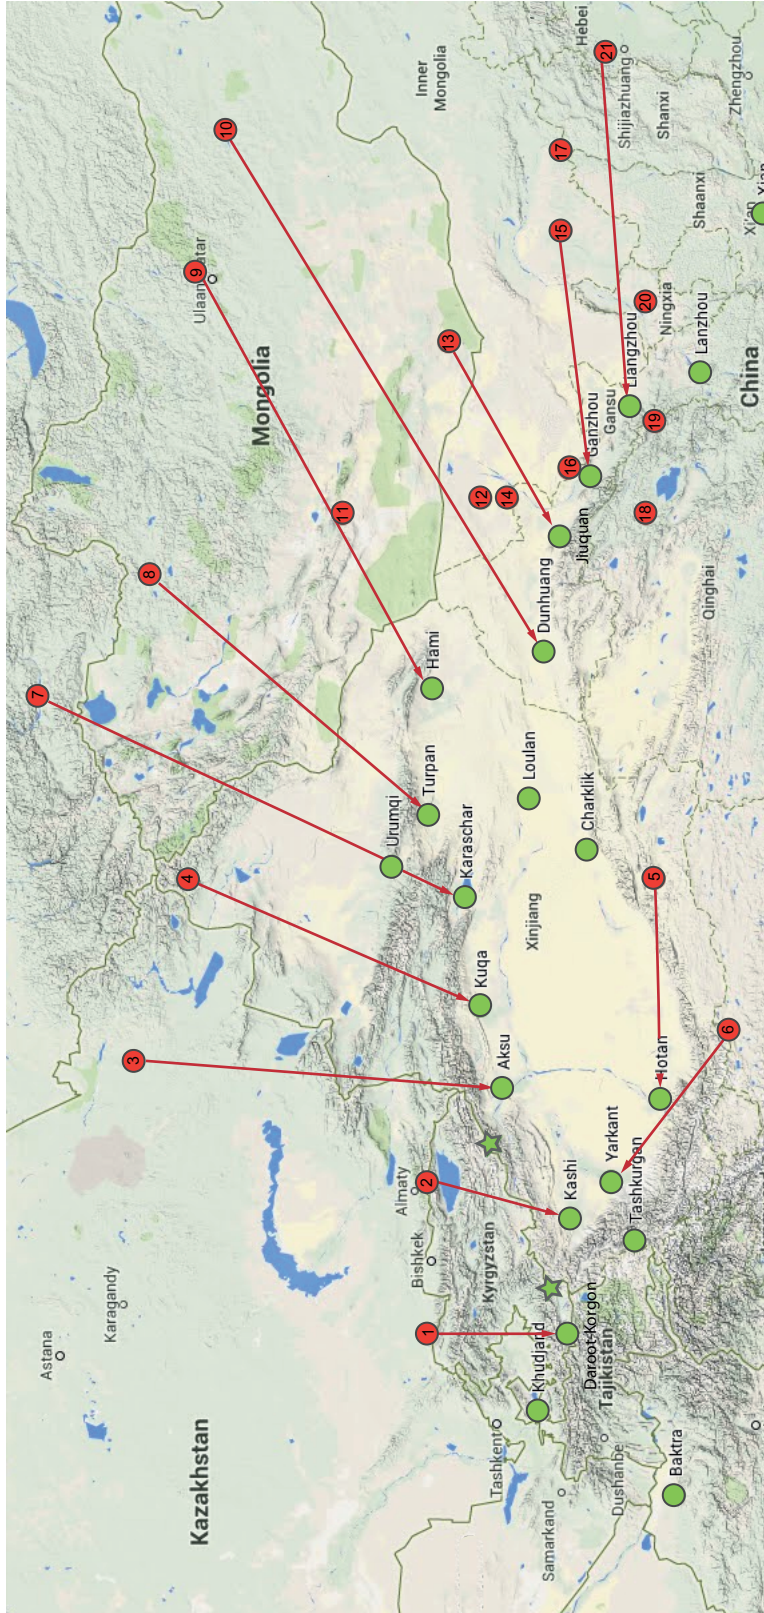 Kazakhstan
Astana
Karagandy
Tashkent
Samarkand
Dushanbe
Tajikistan
Baktra
Khudjand
Daroot-Korgon
Bishkek
Kyrgyzstan
Almaty
Kashi
Tashkurgan
Yarkant
Hotan
Aksu
Kuqa
Xinjiang
Karaschar
Urumqi
Turpan
Loulan
Charklik
Hami
Dunhuang
Qinghai
Jiuquan
Ganzhou
Gansu
Liangzhou
Ningxia
Lanzhou
China
Mongolia
Inner
Mongolia
Hebei
Shijiazhuang
Shanxi
Zhengzhou
Shaanxi
Xi'an
Xian
1
2
3
4
5
6
7
8
9
10
11
12
13
14
15
16
17
18
19
20
21